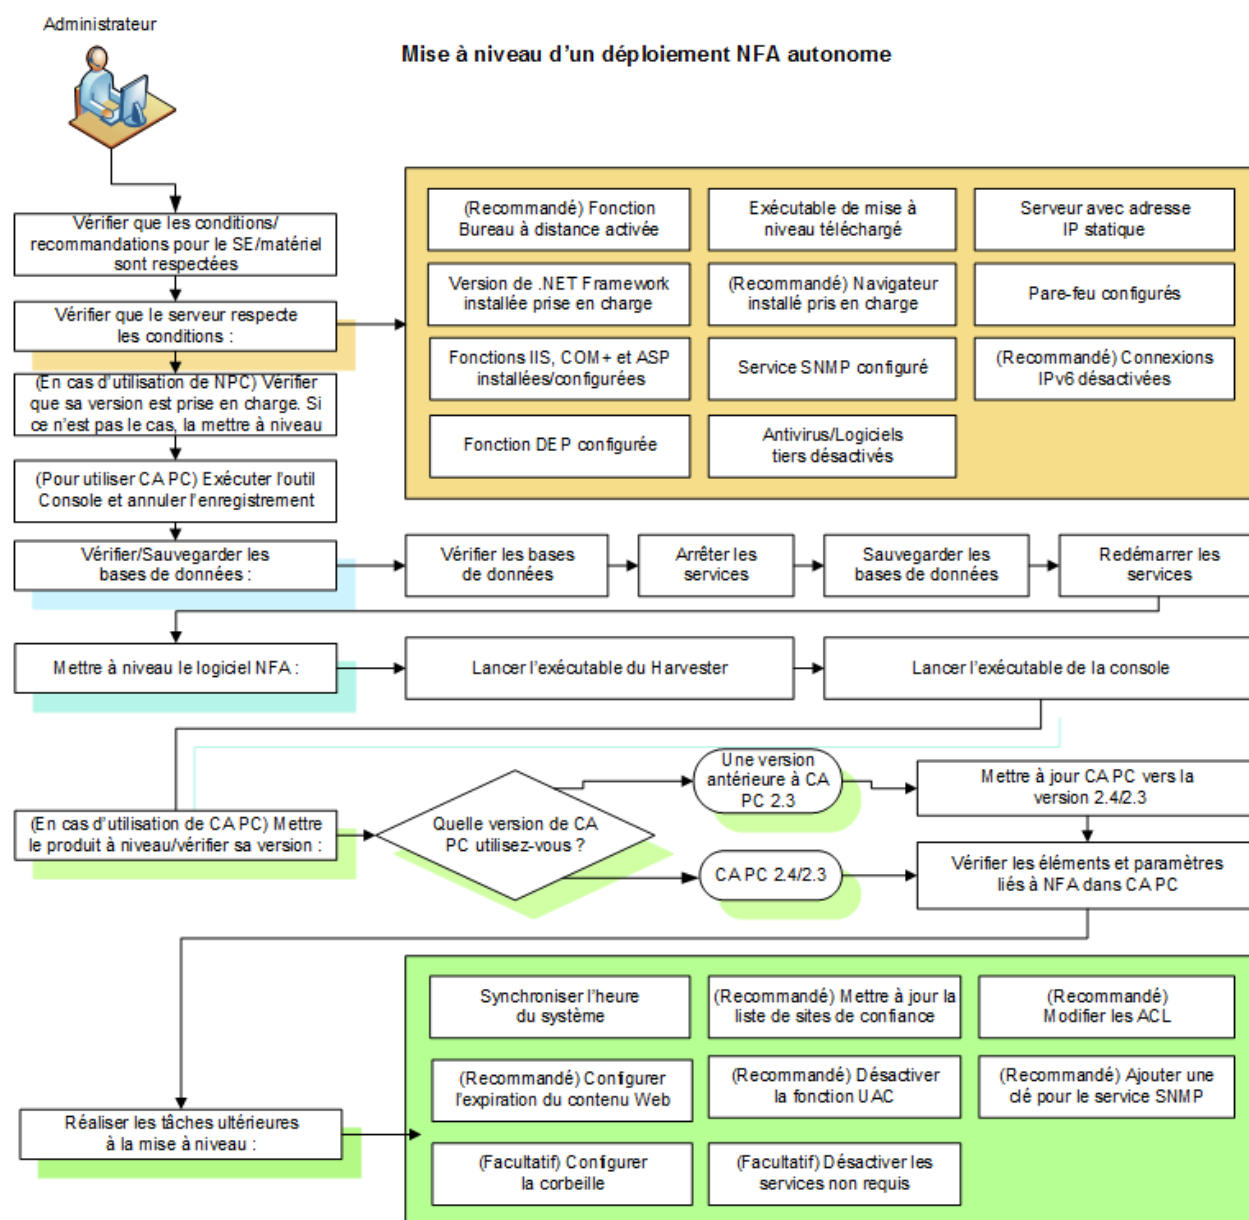 Administrateur
Mise à niveau d'un déploiement NFA autonome
Vérifier que les conditions/
recommandations pour le SE/matériel
sont respectées
Vérifier que le serveur respecte
les conditions :
(Recommandé) Fonction
Bureau à distance activée
Exécutable de mise à
niveau téléchargé
Serveur avec adresse
IP statique
Version de .NET Framework
installée prise en charge
(Recommandé) Navigateur
installé pris en charge
Pare-feu configurés
Fonctions IIS, COM+ et ASP
installées/configurées
Service SNMP configuré
(Recommandé) Connexions
IPv6 désactivées
Fonction DEP configurée
Antivirus/Logiciels
tiers désactivés
(En cas d'utilisation de NPC) Vérifier
que sa version est prise en charge. Si
ce n'est pas le cas, la mettre à niveau
(Pour utiliser CA PC) Exécuter l'outil
Console et annuler l'enregistrement
Vérifier/Sauvegarder les
bases de données :
Vérifier les bases
de données
Arrêter les
services
Sauvegarder les
bases de données
Redémarrer les
services
Mettre à niveau le logiciel NFA :
Lancer l'exécutable du Harvester
Lancer l'exécutable de la console
(En cas d'utilisation de CA PC) Mettre
le produit à niveau/vérifier sa version :
Quelle version de CA
PC utilisez-vous ?
Une version
antérieure à CA
PC 2.3
Mettre à jour CA PC vers la
version 2.4/2.3
CA PC 2.4/2.3
Vérifier les éléments et paramètres
liés à NFA dans CA PC
Réaliser les tâches ultérieures
à la mise à niveau :
Synchroniser l'heure
du système
(Recommandé) Mettre à jour la
liste de sites de confiance
(Recommandé)
Modifier les ACL
(Recommandé) Configurer
l'expiration du contenu Web
(Recommandé) Désactiver
la fonction UAC
(Recommandé) Ajouter une
clé pour le service SNMP
(Facultatif) Configurer
la corbeille
(Facultatif) Désactiver les
services non requis